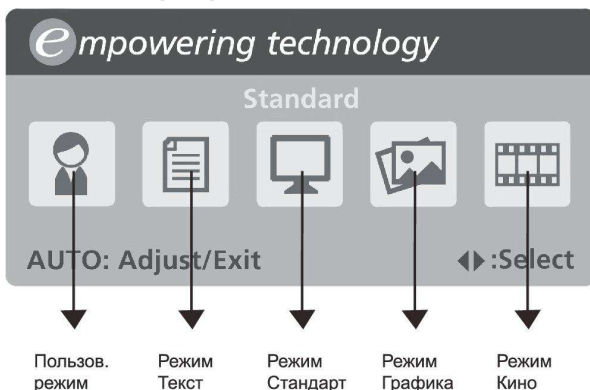 empowering technology
Standard
AUTO: Adjust/Exit
◀▶:Select
Пользов. режим
Режим Текст
Режим Стандарт
Режим Графика
Режим Кино